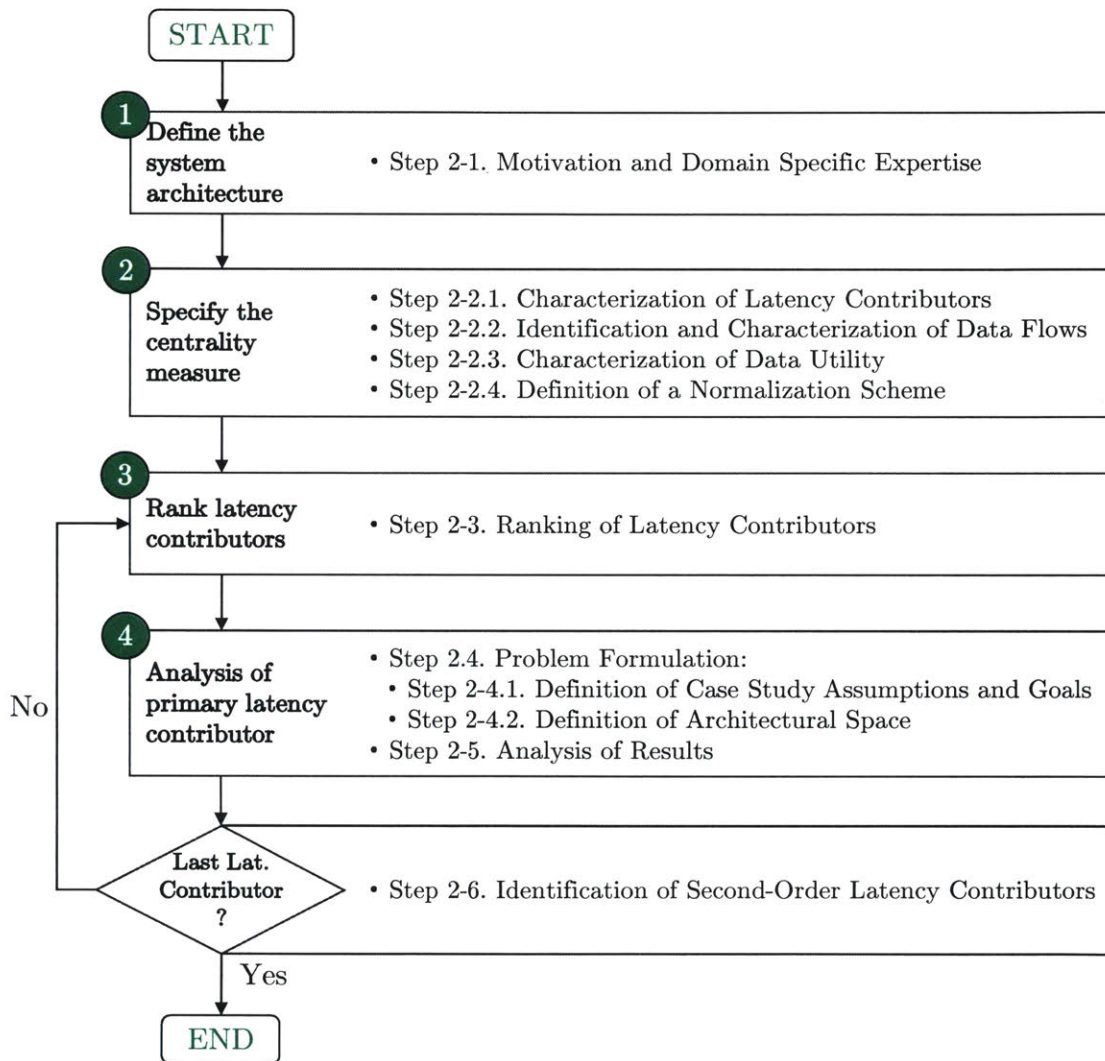 START
1
Define the
system
architecture
• Step 2-1. Motivation and Domain Specific Expertise
2
Specify the
centrality
measure
• Step 2-2.1. Characterization of Latency Contributors
• Step 2-2.2. Identification and Characterization of Data Flows
• Step 2-2.3. Characterization of Data Utility
• Step 2-2.4. Definition of a Normalization Scheme
3
Rank latency
contributors
• Step 2-3. Ranking of Latency Contributors
4
Analysis of
primary latency
contributor
• Step 2.4. Problem Formulation:
• Step 2-4.1. Definition of Case Study Assumptions and Goals
• Step 2-4.2. Definition of Architectural Space
• Step 2-5. Analysis of Results
No
Last Lat.
Contributor
?
• Step 2-6. Identification of Second-Order Latency Contributors
Yes
END